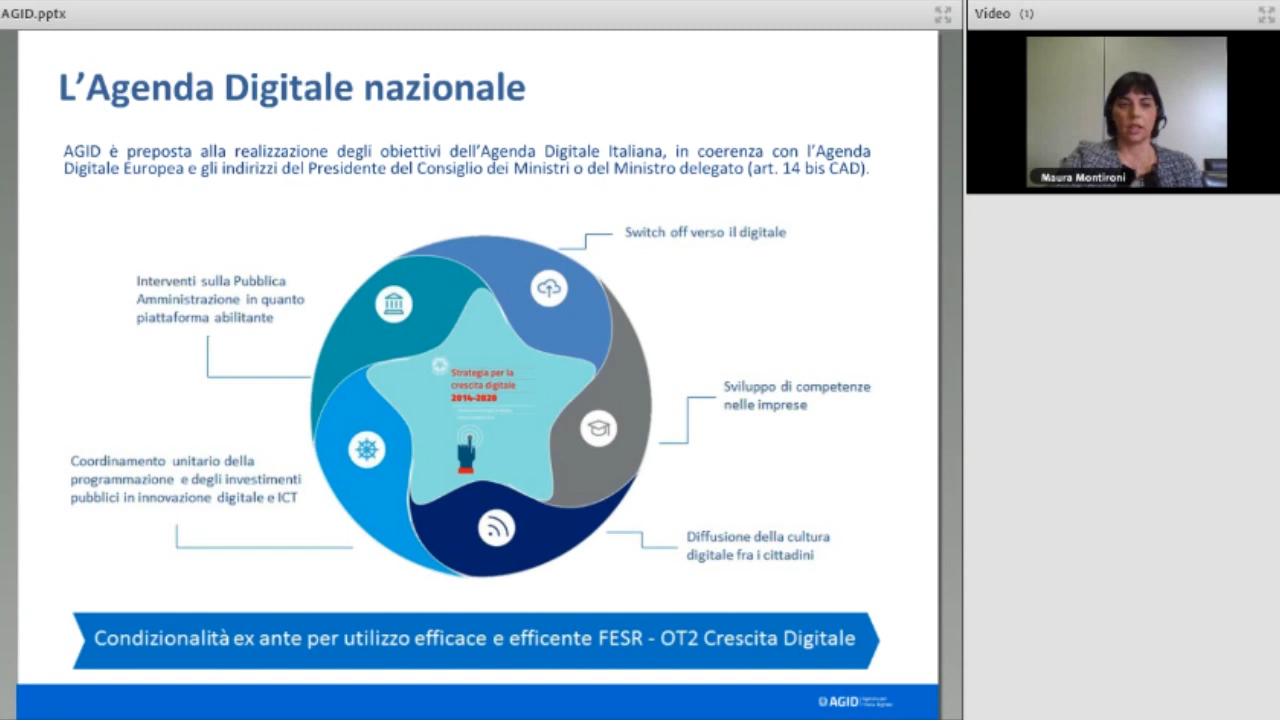 AGID.pptx
Video (1)
Maura Montironi
L'Agenda Digitale nazionale
AGID è preposta alla realizzazione degli obiettivi dell'Agenda Digitale Italiana, in coerenza con l'Agenda
Digitale Europea e gli indirizzi del Presidente del Consiglio dei Ministri o del Ministro delegato (art. 14 bis CAD).
Switch off verso il digitale
Interventi sulla Pubblica
Amministrazione in quanto
piattaforma abilitante
Strategia per la
crescita digitale
2014-2020
Sviluppo di competenze
nelle imprese
Coordinamento unitario della
programmazione e degli investimenti
pubblici in innovazione digitale e ICT
Diffusione della cultura
digitale fra i cittadini
Condizionalità ex ante per utilizzo efficace e efficente FESR - OT2 Crescita Digitale
AGID